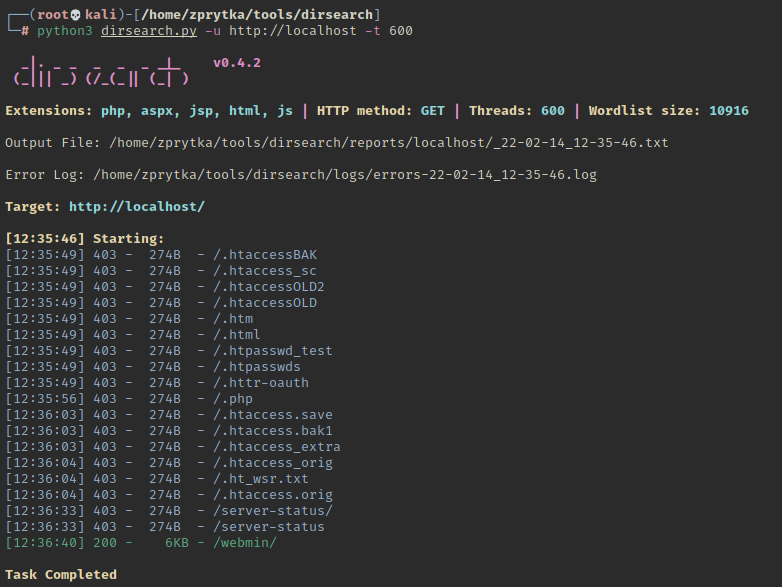 ┌──(root💀kali)-[/home/zprytka/tools/dirsearch]
└─# python3 dirsearch.py -u http://localhost -t 600
  _|. _ _  _  _  _ _|_    v0.4.2
 (_||| _) (/_(_|| (_| )
Extensions: php, aspx, jsp, html, js | HTTP method: GET | Threads: 600 | Wordlist size: 10916
Output File: /home/zprytka/tools/dirsearch/reports/localhost/_22-02-14_12-35-46.txt
Error Log: /home/zprytka/tools/dirsearch/logs/errors-22-02-14_12-35-46.log
Target: http://localhost/
[12:35:46] Starting:
[12:35:49] 403 -  274B  - /.htaccessBAK
[12:35:49] 403 -  274B  - /.htaccess_sc
[12:35:49] 403 -  274B  - /.htaccessOLD2
[12:35:49] 403 -  274B  - /.htaccessOLD
[12:35:49] 403 -  274B  - /.htm
[12:35:49] 403 -  274B  - /.html
[12:35:49] 403 -  274B  - /.htpasswd_test
[12:35:49] 403 -  274B  - /.htpasswds
[12:35:49] 403 -  274B  - /.httr-oauth
[12:35:56] 403 -  274B  - /.php
[12:36:03] 403 -  274B  - /.htaccess.save
[12:36:03] 403 -  274B  - /.htaccess.bak1
[12:36:03] 403 -  274B  - /.htaccess_extra
[12:36:04] 403 -  274B  - /.htaccess_orig
[12:36:04] 403 -  274B  - /.ht_wsr.txt
[12:36:04] 403 -  274B  - /.htaccess.orig
[12:36:33] 403 -  274B  - /server-status/
[12:36:33] 403 -  274B  - /server-status
[12:36:40] 200 -    6KB - /webmin/
Task Completed